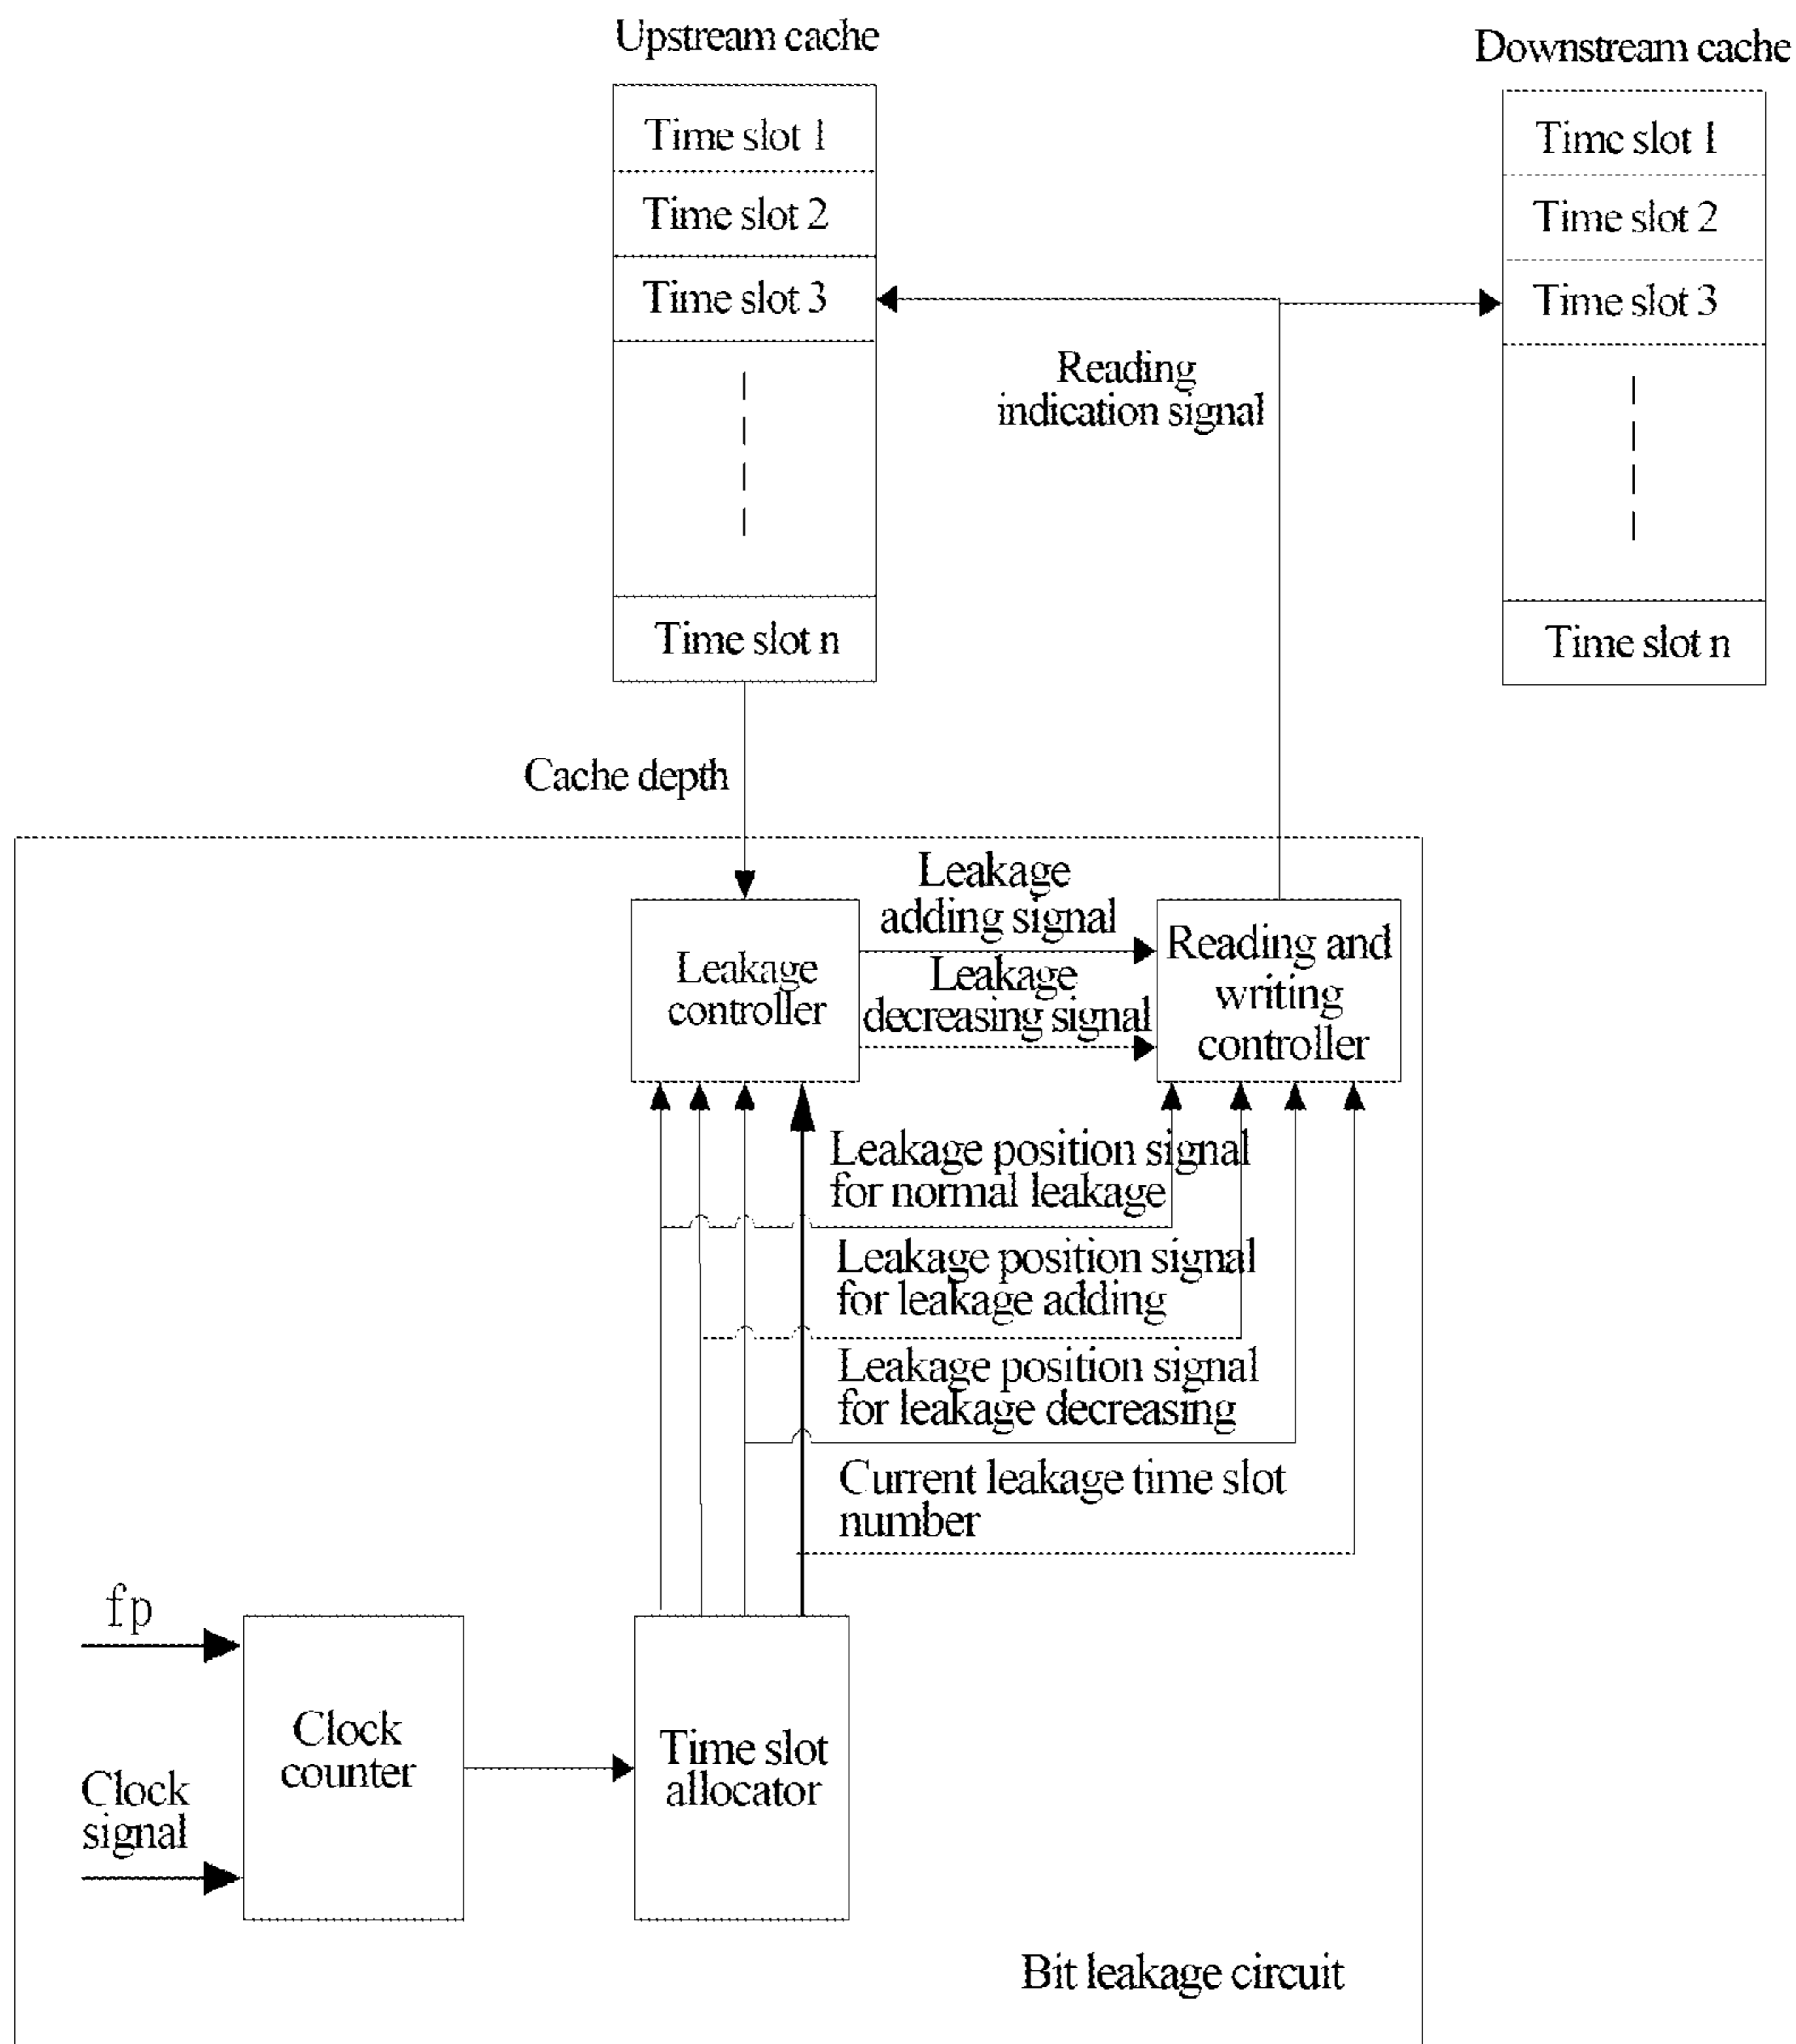 Upstream cache
Downstream cache
Time slot 1
Time slot 2
Time slot 3
Time slot n
Time slot 1
Time slot 2
Time slot 3
Time slot n
Reading
indication signal
Cache depth
Leakage
adding signal
Leakage
decreasing signal
Leakage
controller
Reading and
writing
controller
Leakage position signal
for normal leakage
Leakage position signal
for leakage adding
Leakage position signal
for leakage decreasing
Current leakage time slot
number
fp
Clock
signal
Clock
counter
Time slot
allocator
Bit leakage circuit